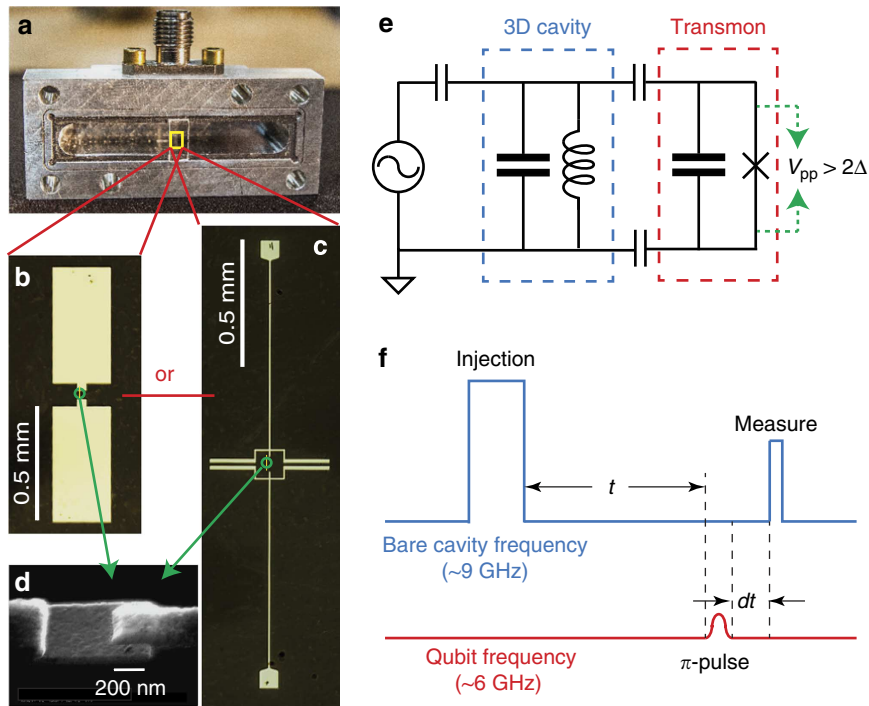 a
b
0.5 mm
or
c
0.5 mm
d
200 nm
e
3D cavity
Transmon
Vpp > 2Δ
f
Injection
Measure
t
Bare cavity frequency
(~9 GHz)
dt
Qubit frequency
(~6 GHz)
π-pulse